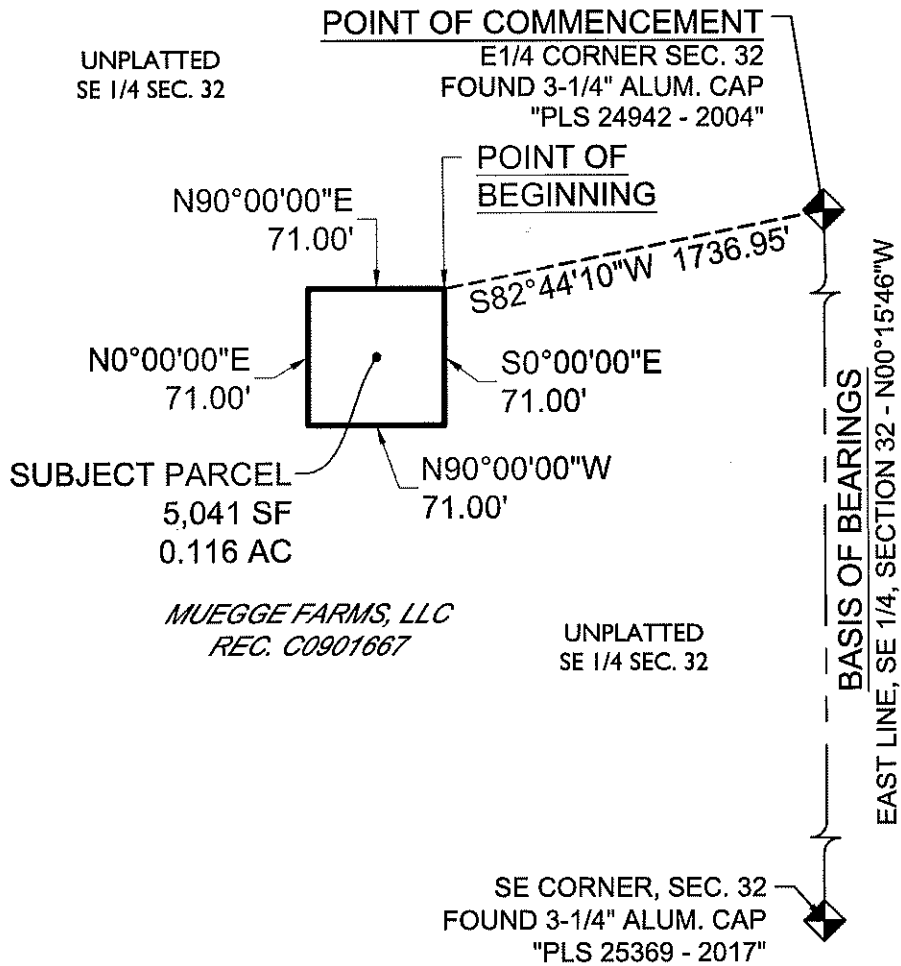 POINT OF COMMENCEMENT
E1/4 CORNER SEC. 32
FOUND 3-1/4" ALUM. CAP
"PLS 24942 - 2004"
UNPLATTED
SE 1/4 SEC. 32
POINT OF
BEGINNING
N90°00'00"E
71.00'
S82°44'10"W 1736.95'
N0°00'00"E
71.00'
S0°00'00"E
71.00'
SUBJECT PARCEL
5,041 SF
0.116 AC
N90°00'00"W
71.00'
MUEGGE FARMS, LLC
REC. C0901667
UNPLATTED
SE 1/4 SEC. 32
BASIS OF BEARINGS
EAST LINE, SE 1/4, SECTION 32 - N00°15'46"W
SE CORNER, SEC. 32
FOUND 3-1/4" ALUM. CAP
"PLS 25369 - 2017"